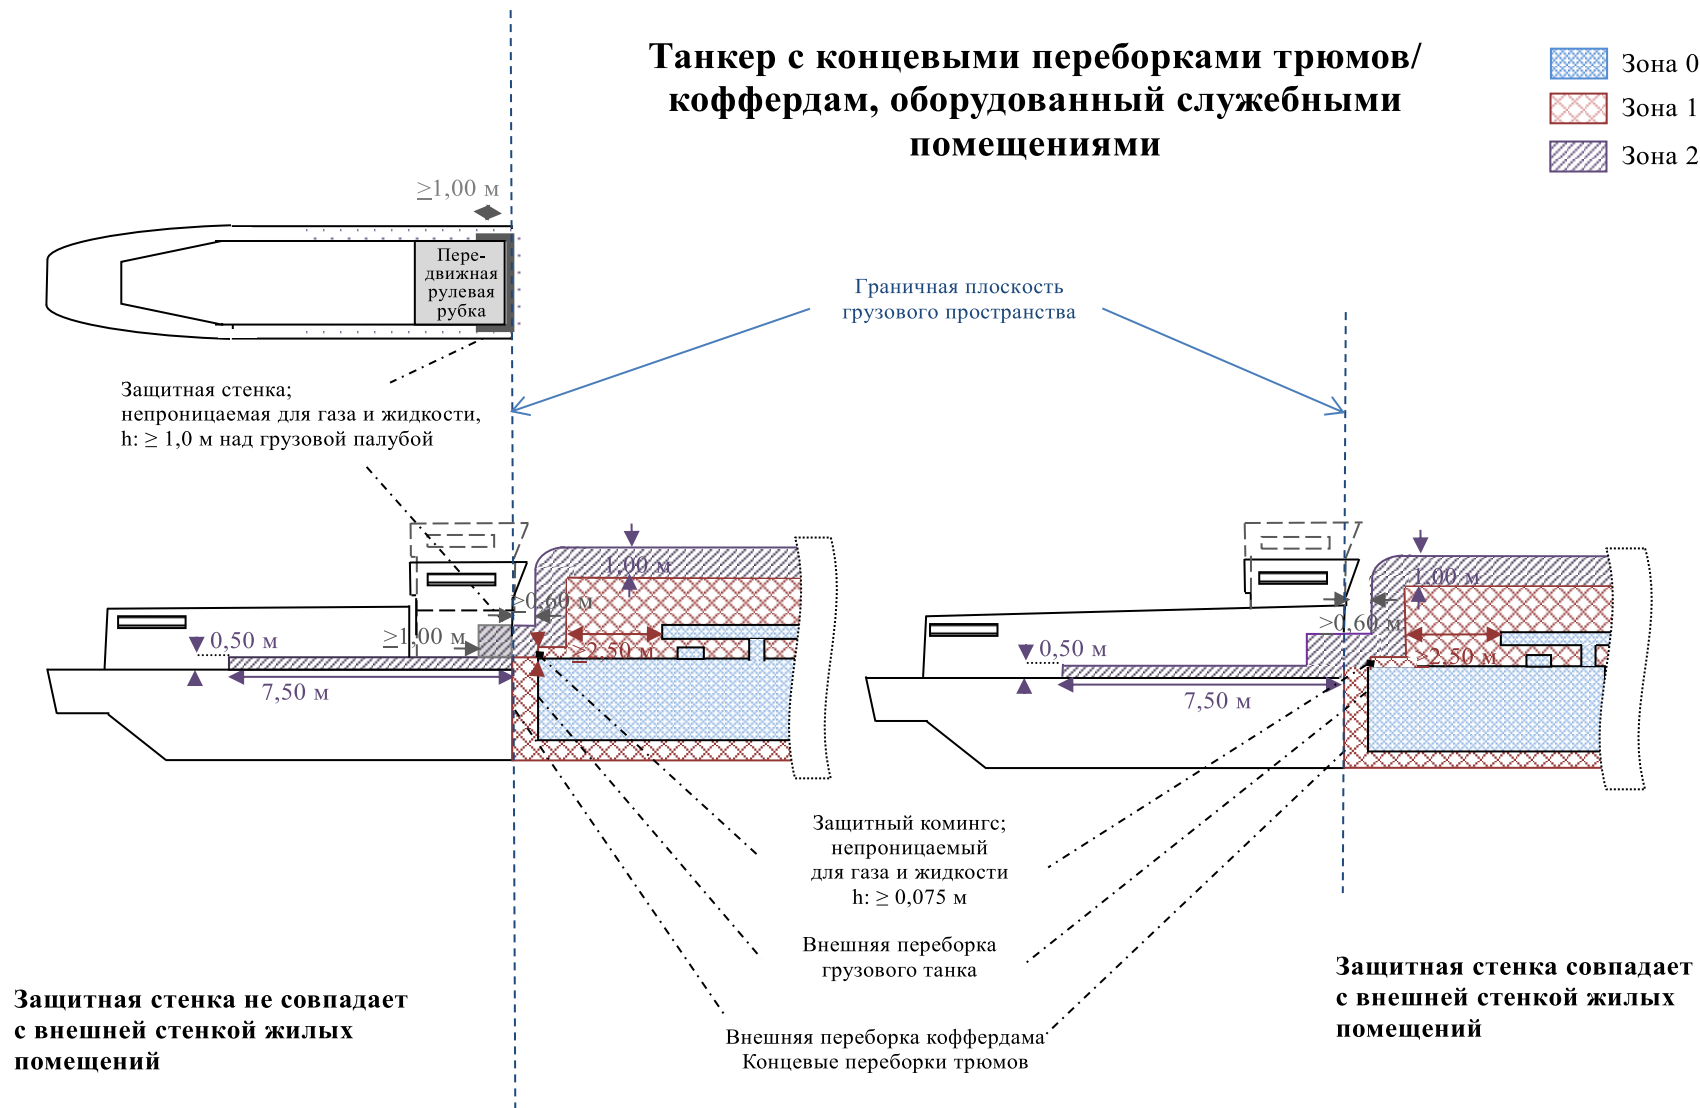 Танкер с концевыми переборками трюмов/
коффердам, оборудованный служебными
помещениями
Зона 0
Зона 1
Зона 2
≥1,00 м
Пере-
движная
рулевая
рубка
Граничная плоскость
грузового пространства
Защитная стенка;
непроницаемая для газа и жидкости,
h: ≥ 1,0 м над грузовой палубой
1,00 м
≥0,60 м
≥1,00 м
0,50 м
≥2,50 м
7,50 м
1,00 м
≥0,60 м
0,50 м
≥2,50 м
7,50 м
Защитный комингс;
непроницаемый
для газа и жидкости
h: ≥ 0,075 м
Внешняя переборка
грузового танка
Внешняя переборка коффердама
Концевые переборки трюмов
Защитная стенка не совпадает
с внешней стенкой жилых
помещений
Защитная стенка совпадает
с внешней стенкой жилых
помещений